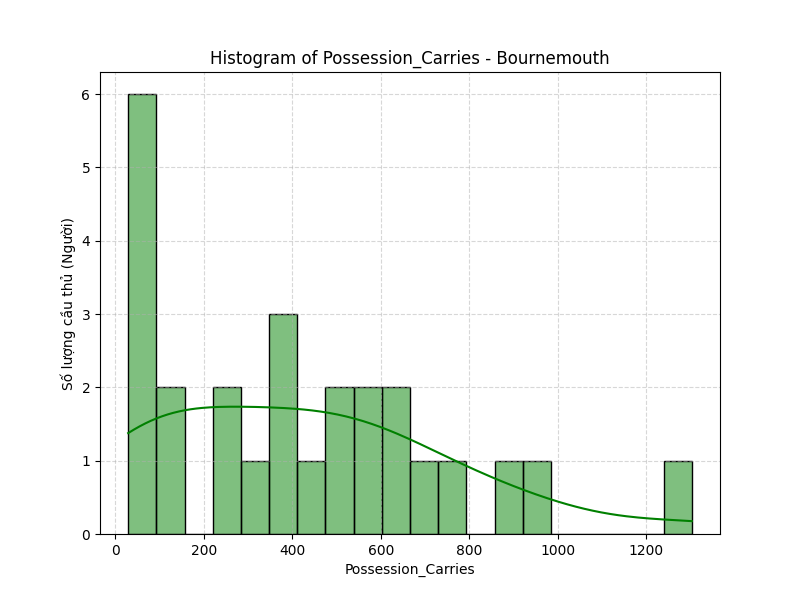 Histogram of Possession_Carries - Bournemouth
Số lượng cầu thủ (Người)
6
5
4
3
2
1
0
0 200 400 600 800 1000 1200
Possession_Carries